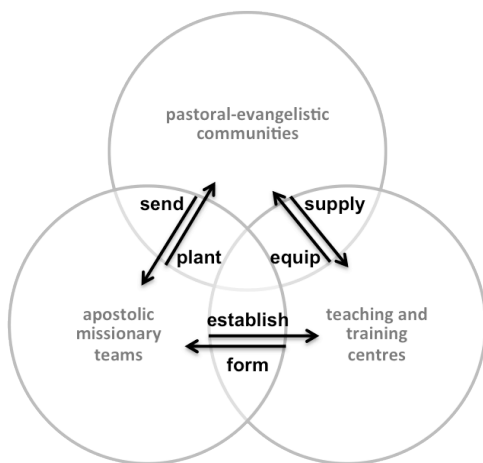 pastoral-evangelistic
communities
send
supply
plant
equip
apostolic
missionary
teams
establish
teaching and
training
centres
form